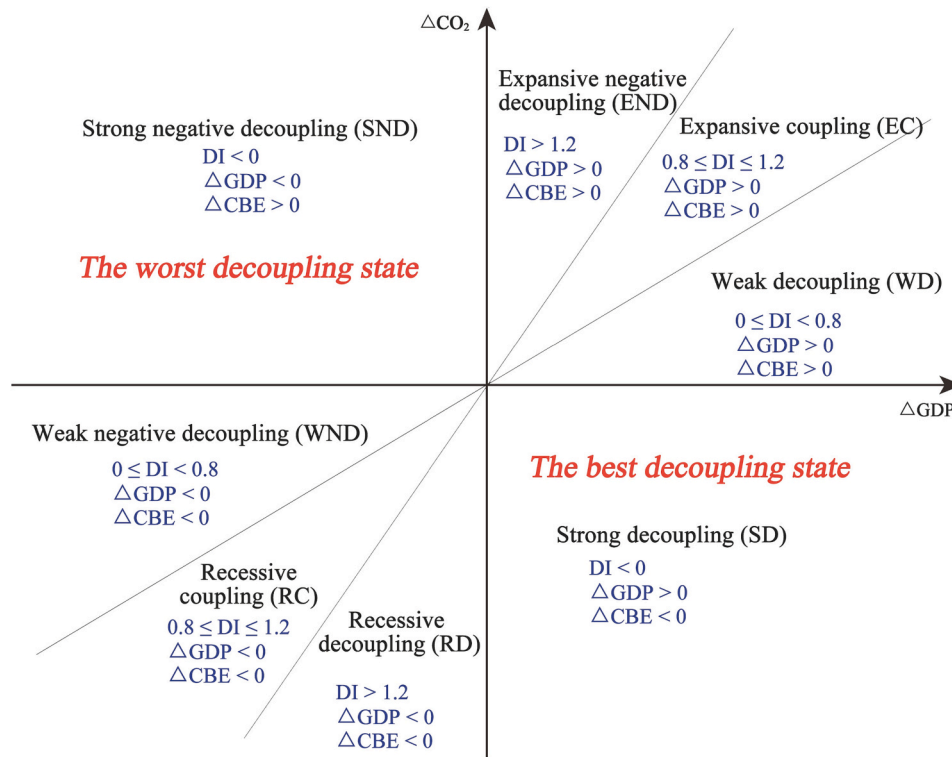 △CO₂
Expansive negative
decoupling (END)
DI > 1.2
△GDP > 0
△CBE > 0
Strong negative decoupling (SND)
DI < 0
△GDP < 0
△CBE > 0
Expansive coupling (EC)
0.8 ≤ DI ≤ 1.2
△GDP > 0
△CBE > 0
The worst decoupling state
Weak decoupling (WD)
0 ≤ DI < 0.8
△GDP > 0
△CBE > 0
△GDP
Weak negative decoupling (WND)
0 ≤ DI < 0.8
△GDP < 0
△CBE < 0
The best decoupling state
Strong decoupling (SD)
DI < 0
△GDP > 0
△CBE < 0
Recessive
coupling (RC)
0.8 ≤ DI ≤ 1.2
△GDP < 0
△CBE < 0
Recessive
decoupling (RD)
DI > 1.2
△GDP < 0
△CBE < 0